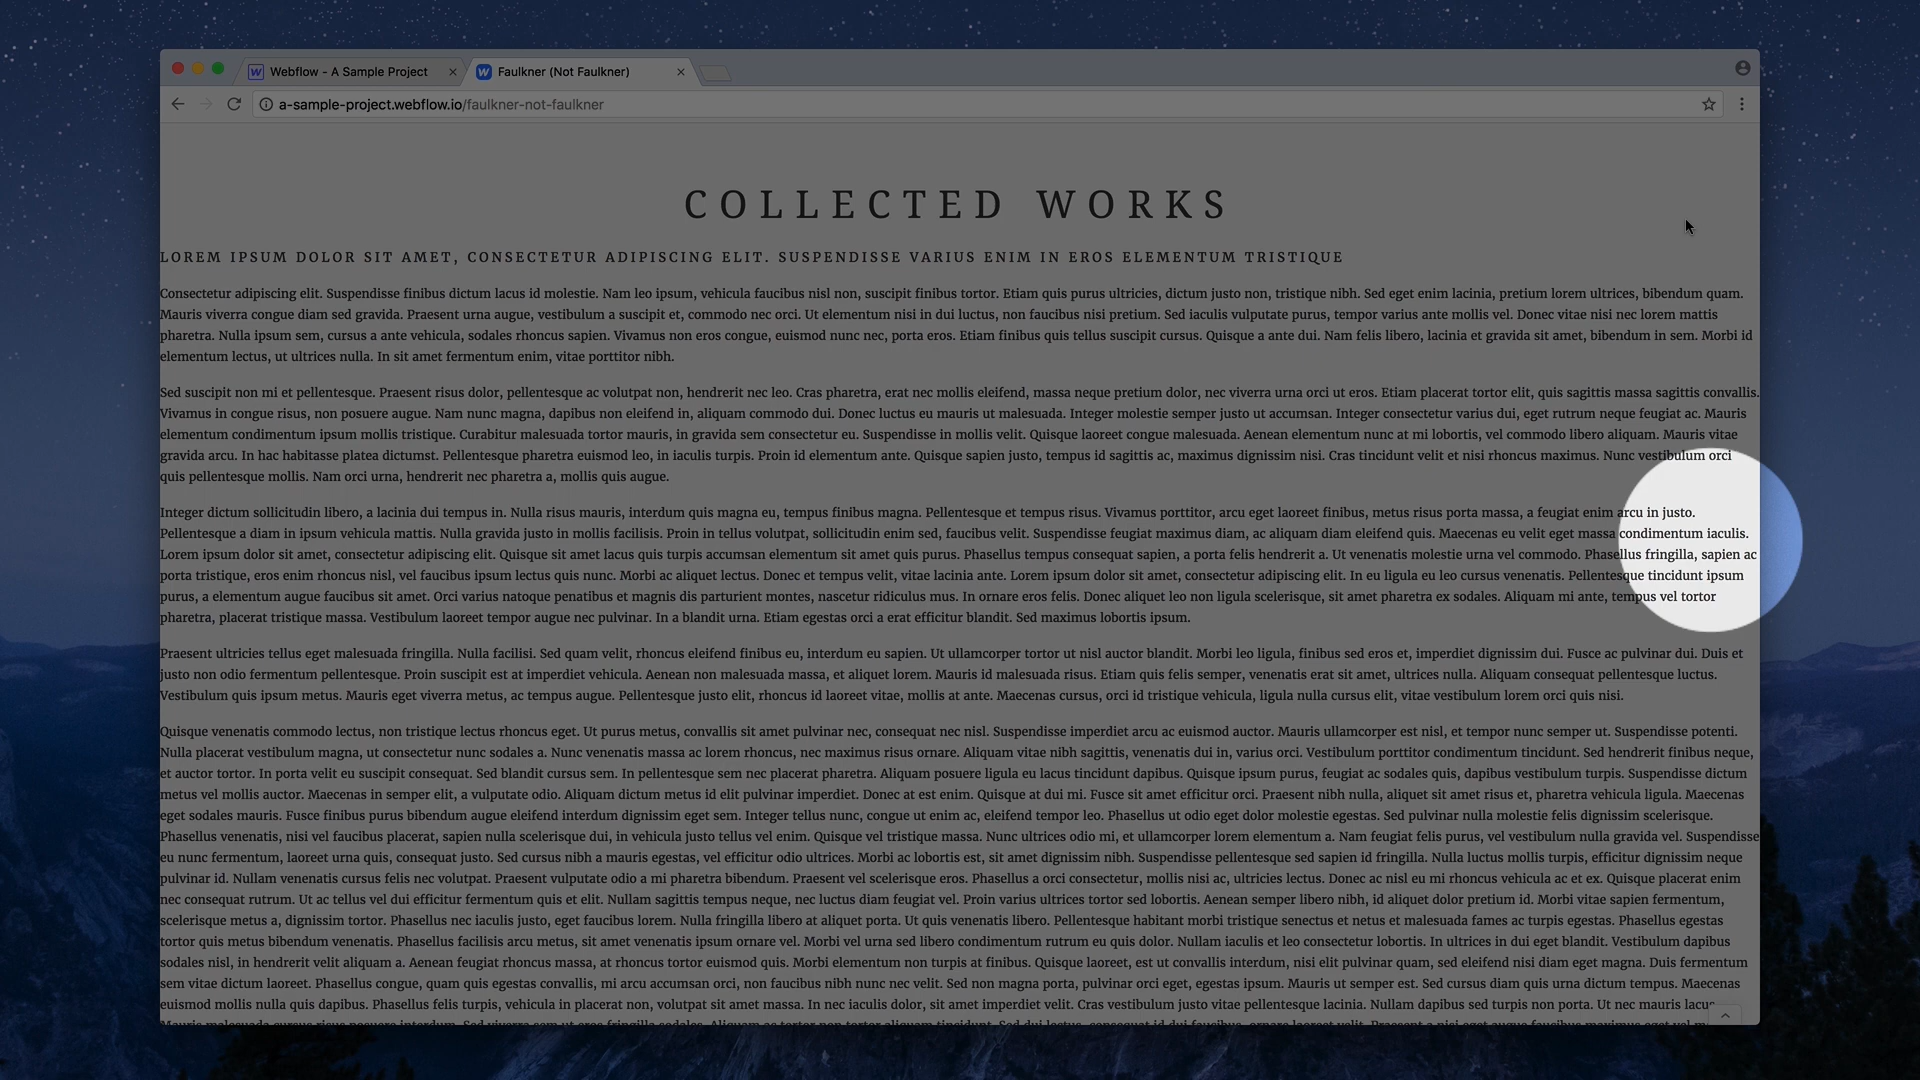 Webflow - A Sample Project
Faulkner (Not Faulkner)
a-sample-project.webflow.io/faulkner-not-faulkner
COLLECTED WORKS
LOREM IPSUM DOLOR SIT AMET, CONSECTETUR ADIPISCING ELIT. SUSPENDISSE VARIUS ENIM IN EROS ELEMENTUM TRISTIQUE
Consectetur adipiscing elit. Suspendisse finibus dictum lacus id molestie. Nam leo ipsum, vehicula faucibus nisl non, suscipit finibus tortor. Etiam quis purus ultricies, dictum justo non, tristique nibh. Sed eget enim lacinia, pretium lorem ultrices, bibendum quam.
Mauris viverra congue diam sed gravida. Praesent urna augue, vestibulum a suscipit et, commodo nec orci. Ut elementum nisi in dui luctus, non faucibus nisi pretium. Sed iaculis vulputate purus, tempor varius ante mollis vel. Donec vitae nisi nec lorem mattis
pharetra. Nulla ipsum sem, cursus a ante vehicula, sodales rhoncus sapien. Vivamus non eros congue, euismod nunc nec, porta eros. Etiam finibus quis tellus suscipit cursus. Quisque a ante dui. Nam felis libero, lacinia et gravida sit amet, bibendum in sem. Morbi id
elementum lectus, ut ultrices nulla. In sit amet fermentum enim, vitae porttitor nibh.
Sed suscipit non mi et pellentesque. Praesent risus dolor, pellentesque ac volutpat non, hendrerit nec leo. Cras pharetra, erat nec mollis eleifend, massa neque pretium dolor, nec viverra urna orci ut eros. Etiam placerat tortor elit, quis sagittis massa sagittis convallis.
Vivamus in congue risus, non posuere augue. Nam nunc magna, dapibus non eleifend in, aliquam commodo dui. Donec luctus eu mauris ut malesuada. Integer molestie semper justo ut accumsan. Integer consectetur varius dui, eget rutrum neque feugiat ac. Mauris
elementum condimentum ipsum mollis tristique. Curabitur malesuada tortor mauris, in gravida sem consectetur eu. Suspendisse in mollis velit. Quisque laoreet congue malesuada. Aenean elementum nunc at mi lobortis, vel commodo libero aliquam. Mauris vitae
gravida arcu. In hac habitasse platea dictumst. Pellentesque pharetra euismod leo, in iaculis turpis. Proin id elementum ante. Quisque sapien justo, tempus id sagittis ac, maximus dignissim nisi. Cras tincidunt velit et nisi rhoncus maximus. Nunc vestibulum orci
quis pellentesque mollis. Nam orci urna, hendrerit nec pharetra a, mollis quis augue.
Integer dictum sollicitudin libero, a lacinia dui tempus in. Nulla risus mauris, interdum quis magna eu, tempus finibus magna. Pellentesque et tempus risus. Vivamus porttitor, arcu eget laoreet finibus, metus risus porta massa, a feugiat enim arcu in justo.
Pellentesque a diam in ipsum vehicula mattis. Nulla gravida justo in mollis facilisis. Proin in tellus volutpat, sollicitudin enim sed, faucibus velit. Suspendisse feugiat maximus diam, ac aliquam diam eleifend quis. Maecenas eu velit eget massa condimentum iaculis.
Lorem ipsum dolor sit amet, consectetur adipiscing elit. Quisque sit amet lacus quis turpis accumsan elementum sit amet quis purus. Phasellus tempus consequat sapien, a porta felis hendrerit a. Ut venenatis molestie urna vel commodo. Phasellus fringilla, sapien ac
porta tristique, eros enim rhoncus nisl, vel faucibus ipsum lectus quis nunc. Morbi ac aliquet lectus. Donec et tempus velit, vitae lacinia ante. Lorem ipsum dolor sit amet, consectetur adipiscing elit. In eu ligula eu leo cursus venenatis. Pellentesque tincidunt ipsum
purus, a elementum augue faucibus sit amet. Orci varius natoque penatibus et magnis dis parturient montes, nascetur ridiculus mus. In ornare eros felis. Donec aliquet leo non ligula scelerisque, sit amet pharetra ex sodales. Aliquam mi ante, tempus vel tortor
pharetra, placerat tristique massa. Vestibulum laoreet tempor augue nec pulvinar. In a blandit urna. Etiam egestas orci a erat efficitur blandit. Sed maximus lobortis ipsum.
Praesent ultricies tellus eget malesuada fringilla. Nulla facilisi. Sed quam velit, rhoncus eleifend finibus eu, interdum eu sapien. Ut ullamcorper tortor ut nisl auctor blandit. Morbi leo ligula, finibus sed eros et, imperdiet dignissim dui. Fusce ac pulvinar dui. Duis et
justo non odio fermentum pellentesque. Proin suscipit est at imperdiet vehicula. Aenean non malesuada massa, et aliquet lorem. Mauris id malesuada risus. Etiam quis felis semper, venenatis erat sit amet, ultrices nulla. Aliquam consequat pellentesque luctus.
Vestibulum quis ipsum metus. Mauris eget viverra metus, ac tempus augue. Pellentesque justo elit, rhoncus id laoreet vitae, mollis at ante. Maecenas cursus, orci id tristique vehicula, ligula nulla cursus elit, vitae vestibulum lorem orci quis nisi.
Quisque venenatis commodo lectus, non tristique lectus rhoncus eget. Ut purus metus, convallis sit amet pulvinar nec, consequat nec nisl. Suspendisse imperdiet arcu ac euismod auctor. Mauris ullamcorper est nisl, et tempor nunc semper ut. Suspendisse potenti.
Nulla placerat vestibulum magna, ut consectetur nunc sodales a. Nunc venenatis massa ac lorem rhoncus, nec maximus risus ornare. Aliquam vitae nibh sagittis, venenatis dui in, varius orci. Vestibulum porttitor condimentum tincidunt. Sed hendrerit finibus neque,
et auctor tortor. In porta velit eu suscipit consequat. Sed blandit cursus sem. In pellentesque sem nec placerat pharetra. Aliquam posuere ligula eu lacus tincidunt dapibus. Quisque ipsum purus, feugiat ac sodales quis, dapibus vestibulum turpis. Suspendisse dictum
metus vel mollis auctor. Maecenas in semper elit, a vulputate odio. Aliquam dictum metus id elit pulvinar imperdiet. Donec at est enim. Quisque at dui mi. Fusce sit amet efficitur orci. Praesent nibh nulla, aliquet sit amet risus et, pharetra vehicula ligula. Maecenas
eget sodales mauris. Fusce finibus purus bibendum augue eleifend interdum dignissim eget sem. Integer tellus nunc, congue ut enim ac, eleifend tempor leo. Phasellus ut odio eget dolor molestie egestas. Sed pulvinar nulla molestie felis dignissim scelerisque.
Phasellus venenatis, nisi vel faucibus placerat, sapien nulla scelerisque dui, in vehicula justo tellus vel enim. Quisque vel tristique massa. Nunc ultrices odio mi, et ullamcorper lorem elementum a. Nam feugiat felis purus, vel vestibulum nulla gravida vel. Suspendisse
eu nunc fermentum, laoreet urna quis, consequat justo. Sed cursus nibh a mauris egestas, vel efficitur odio ultrices. Morbi ac lobortis est, sit amet dignissim nibh. Suspendisse pellentesque sed sapien id fringilla. Nulla luctus mollis turpis, efficitur dignissim neque
pulvinar id. Nullam venenatis cursus felis nec volutpat. Praesent vulputate odio a mi pharetra bibendum. Praesent vel scelerisque eros. Phasellus a orci consectetur, mollis nisi ac, ultricies lectus. Donec ac nisl eu mi rhoncus vehicula ac et ex. Quisque placerat enim
nec consequat rutrum. Ut ac tellus vel dui efficitur fermentum quis et elit. Nullam sagittis tempus neque, nec luctus diam feugiat vel. Proin varius ultrices tortor sed lobortis. Aenean semper libero nibh, id aliquet dolor pretium id. Morbi vitae sapien fermentum,
scelerisque metus a, dignissim tortor. Phasellus nec iaculis justo, eget faucibus lorem. Nulla fringilla libero at aliquet porta. Ut quis venenatis libero. Pellentesque habitant morbi tristique senectus et netus et malesuada fames ac turpis egestas. Phasellus egestas
tortor quis metus bibendum venenatis. Phasellus facilisis arcu metus, sit amet venenatis ipsum ornare vel. Morbi vel urna sed libero condimentum rutrum eu quis dolor. Nullam iaculis et leo consectetur lobortis. In ultrices in dui eget blandit. Vestibulum dapibus
sodales nisl, in hendrerit velit aliquam a. Aenean feugiat rhoncus massa, at rhoncus tortor euismod quis. Morbi elementum non turpis at finibus. Quisque laoreet, est ut convallis interdum, nisi elit pulvinar quam, sed eleifend nisi diam eget magna. Duis fermentum
sem vitae dictum laoreet. Phasellus congue, quam quis egestas convallis, mi arcu accumsan orci, non faucibus nibh nunc nec velit. Sed non magna porta, pulvinar orci eget, egestas ipsum. Mauris ut semper est. Sed cursus diam quis urna dictum tempus. Maecenas
euismod mollis nulla quis dapibus. Phasellus felis turpis, vehicula in placerat non, volutpat sit amet massa. In nec iaculis dolor, sit amet imperdiet velit. Cras vestibulum justo vitae pellentesque lacinia. Nullam dapibus sed turpis non porta. Ut nec mauris lacus.